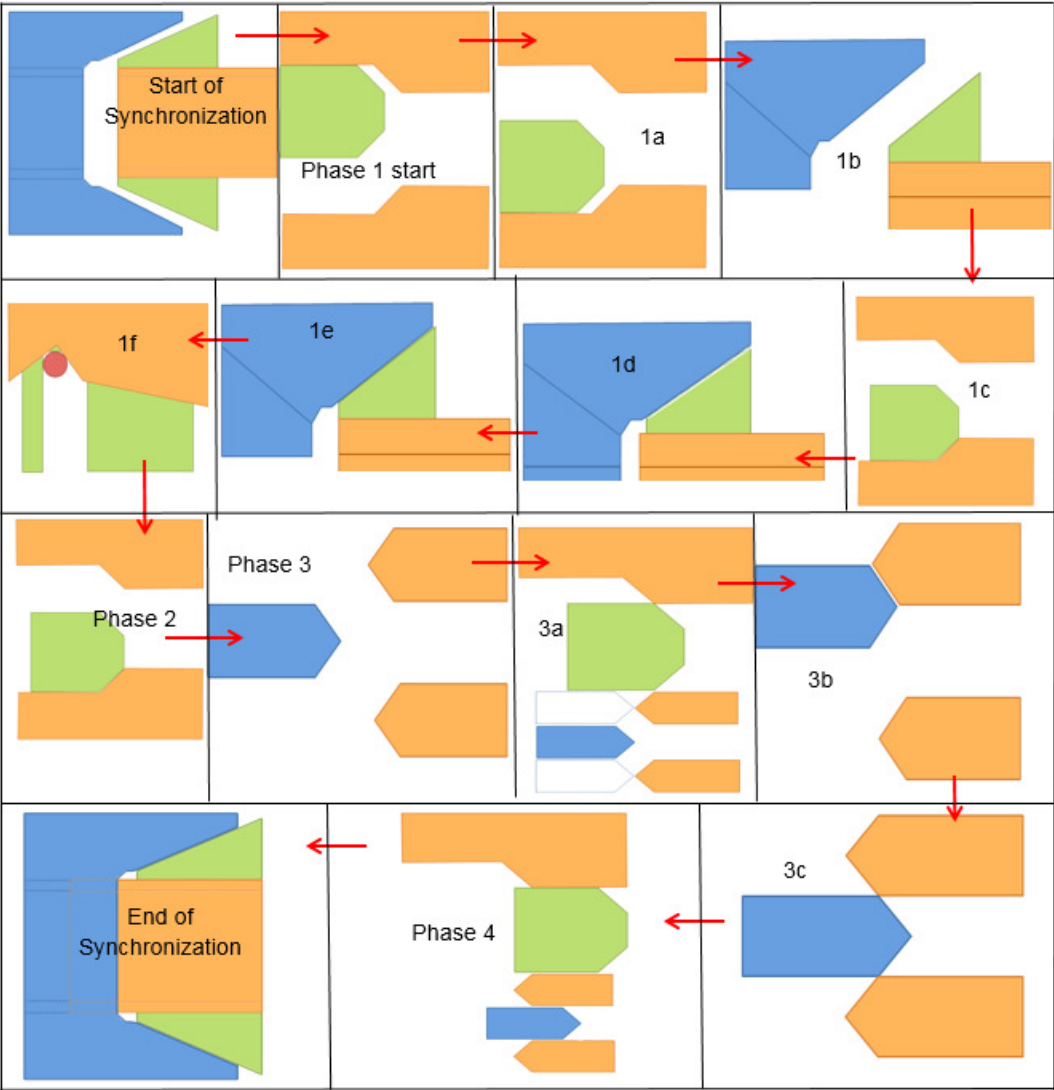 Start of
Synchronization
Phase 1 start
1a
1b
1c
1d
1e
1f
Phase 2
Phase 3
3a
3b
3c
Phase 4
End of
Synchronization